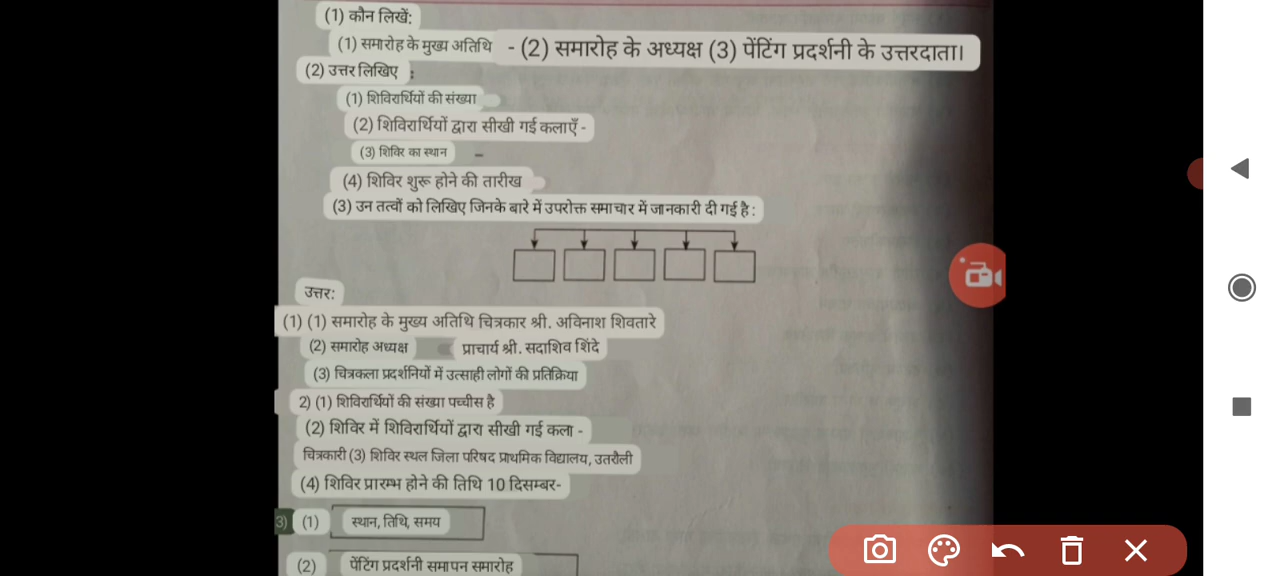 (1) कौन लिखें:
(1) समारोह के मुख्य अतिथि - (2) समारोह के अध्यक्ष (3) पेंटिंग प्रदर्शनी के उत्तरदाता।
(2) उत्तर लिखिए :
(1) शिविरार्थियों की संख्या
(2) शिविरार्थियों द्वारा सीखी गई कलाएँ -
(3) शिविर का स्थान –
(4) शिविर शुरू होने की तारीख
(3) उन तत्वों को लिखिए जिनके बारे में उपरोक्त समाचार में जानकारी दी गई है:
उत्तर:
(1) (1) समारोह के मुख्य अतिथि चित्रकार श्री. अविनाश शिवतारे
(2) समारोह अध्यक्ष प्राचार्य श्री. सदाशिव शिंदे
(3) चित्रकला प्रदर्शनियों में उत्साही लोगों की प्रतिक्रिया
2) (1) शिविरार्थियों की संख्या पच्चीस है
(2) शिविर में शिविरार्थियों द्वारा सीखी गई कला -
चित्रकारी (3) शिविर स्थल जिला परिषद प्राथमिक विद्यालय, उतरौली
(4) शिविर प्रारम्भ होने की तिथि 10 दिसम्बर-
3) (1) स्थान, तिथि, समय
(2) पेंटिंग प्रदर्शनी समापन समारोह